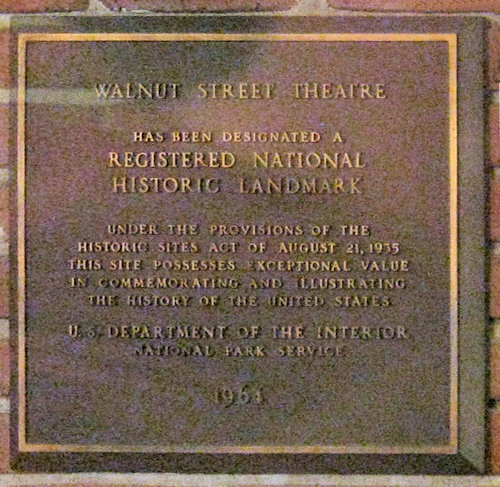 WALNUT STREET THEATRE
HAS BEEN DESIGNATED A
REGISTERED NATIONAL
HISTORIC LANDMARK
UNDER THE PROVISIONS OF THE
HISTORIC SITES ACT OF AUGUST 21, 1935
THIS SITE POSSESSES EXCEPTIONAL VALUE
IN COMMEMORATING AND ILLUSTRATING
THE HISTORY OF THE UNITED STATES
U.S. DEPARTMENT OF THE INTERIOR
NATIONAL PARK SERVICE
1964